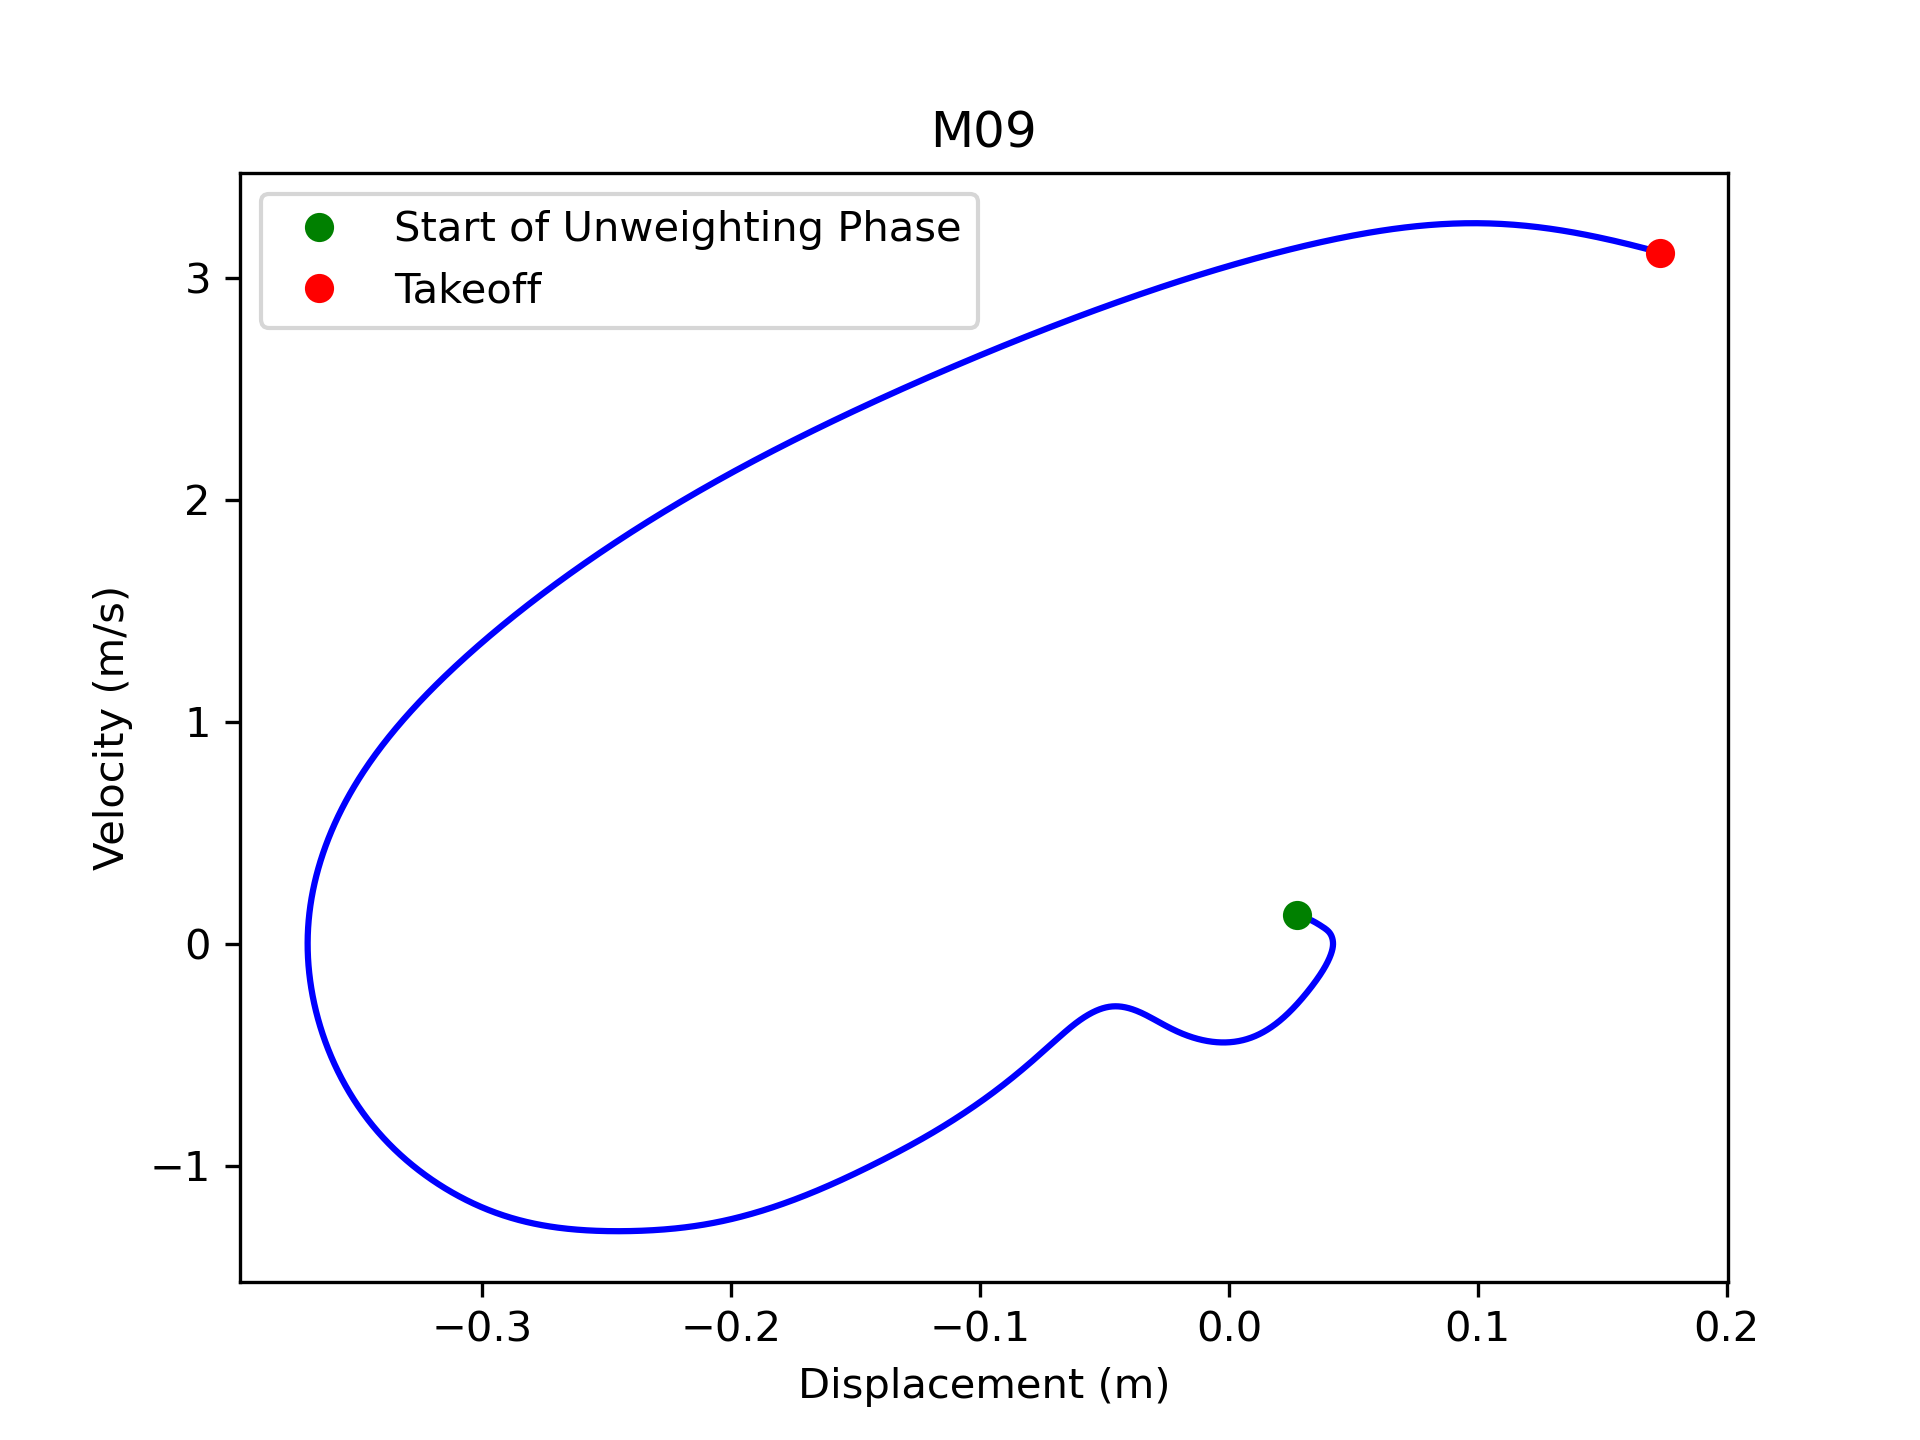 M09
Start of Unweighting Phase
Takeoff
3
2
1
0
−1
Velocity (m/s)
−0.3 −0.2 −0.1 0.0 0.1 0.2
Displacement (m)